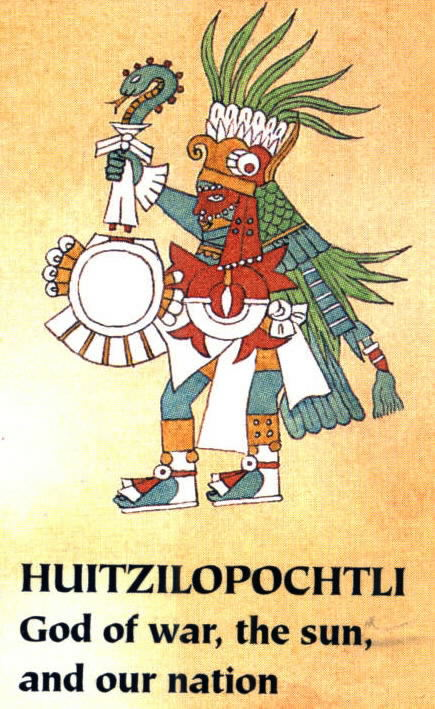 HUITZILOPOCHTLI
God of war, the sun,
and our nation